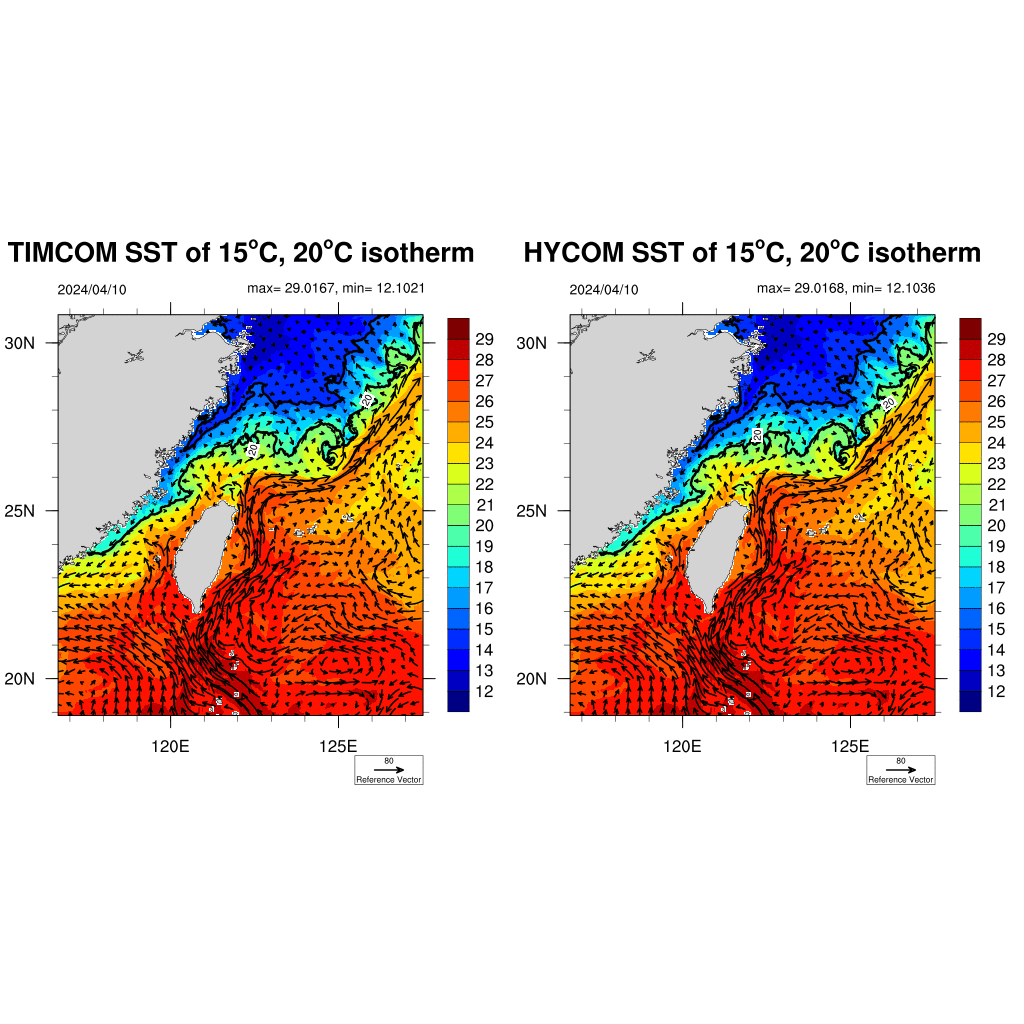 TIMCOM SST of 15°C, 20°C isotherm
2024/04/10
max= 29.0167, min= 12.1021
30N
25N
20N
120E
125E
20
20
29
28
27
26
25
24
23
22
21
20
19
18
17
16
15
14
13
12
80
Reference Vector
HYCOM SST of 15°C, 20°C isotherm
2024/04/10
max= 29.0168, min= 12.1036
30N
25N
20N
120E
125E
20
20
29
28
27
26
25
24
23
22
21
20
19
18
17
16
15
14
13
12
80
Reference Vector